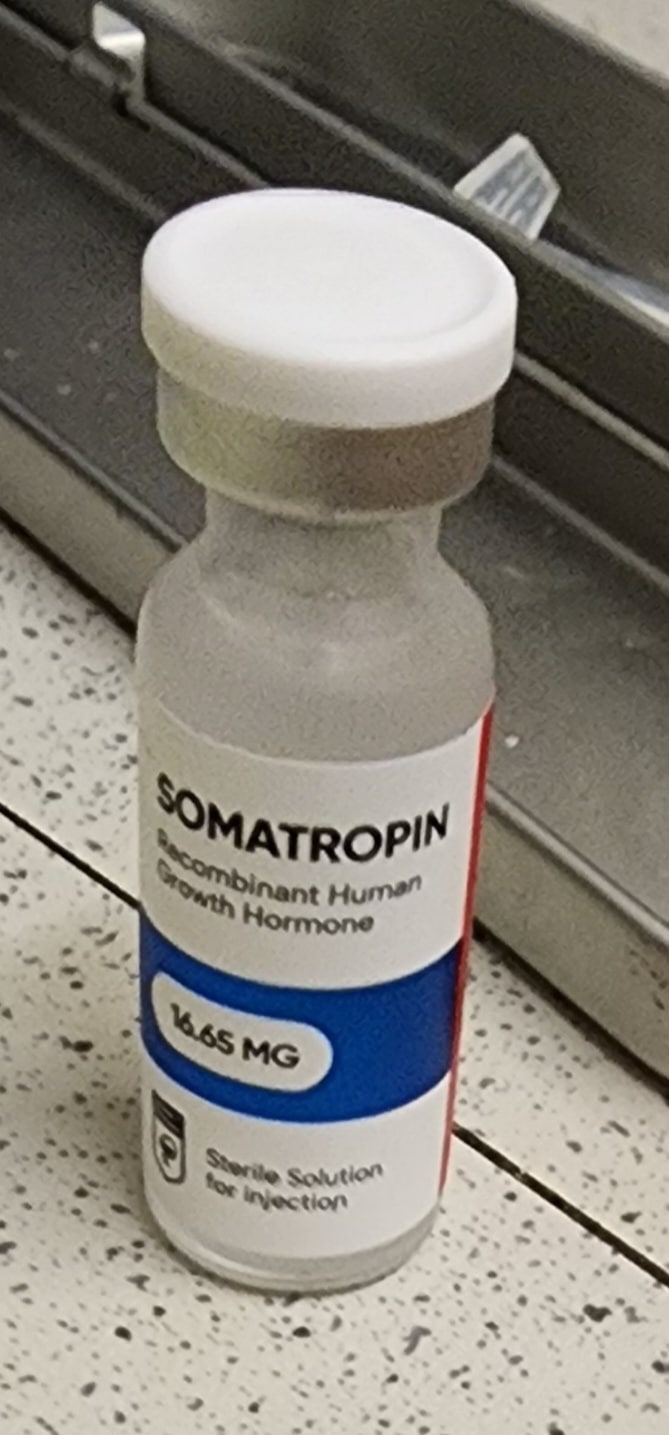 SOMATROPIN
Recombinant Human
Growth Hormone
16.65 MG
Sterile Solution
for injection